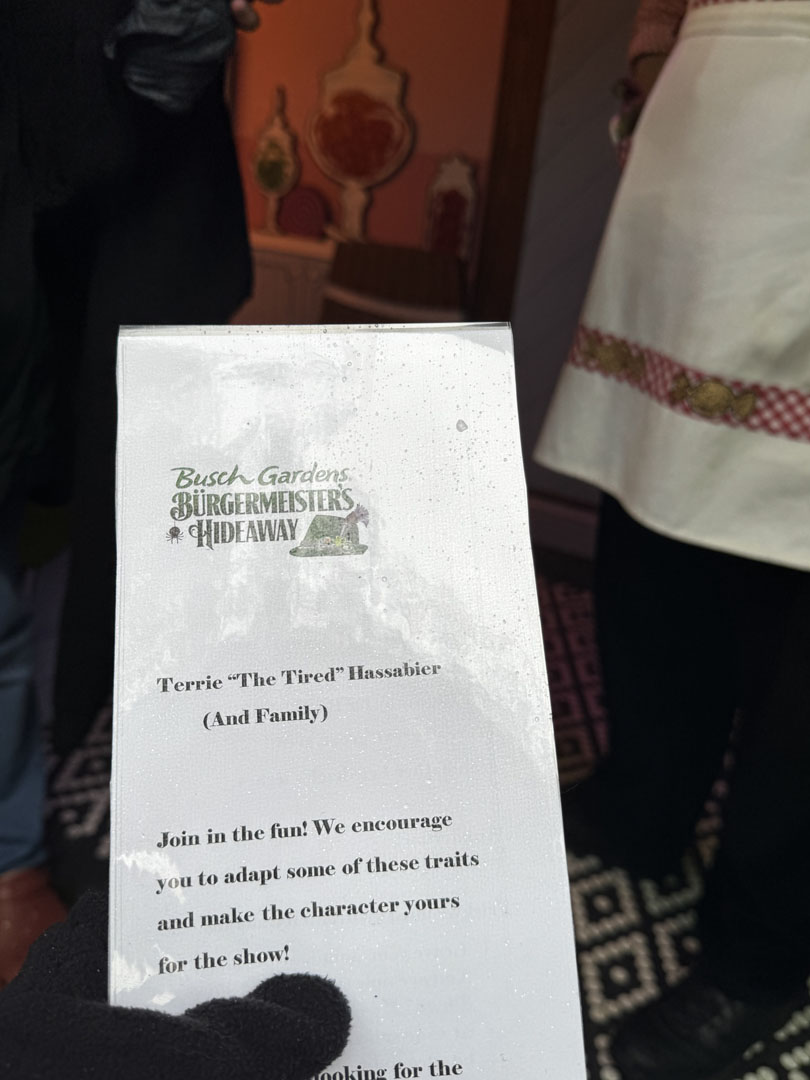 Busch Gardens
BÜRGERMEISTER'S
HIDEAWAY
Terrie “The Tired” Hassabier
(And Family)
Join in the fun! We encourage
you to adapt some of these traits
and make the character yours
for the show!
looking for the